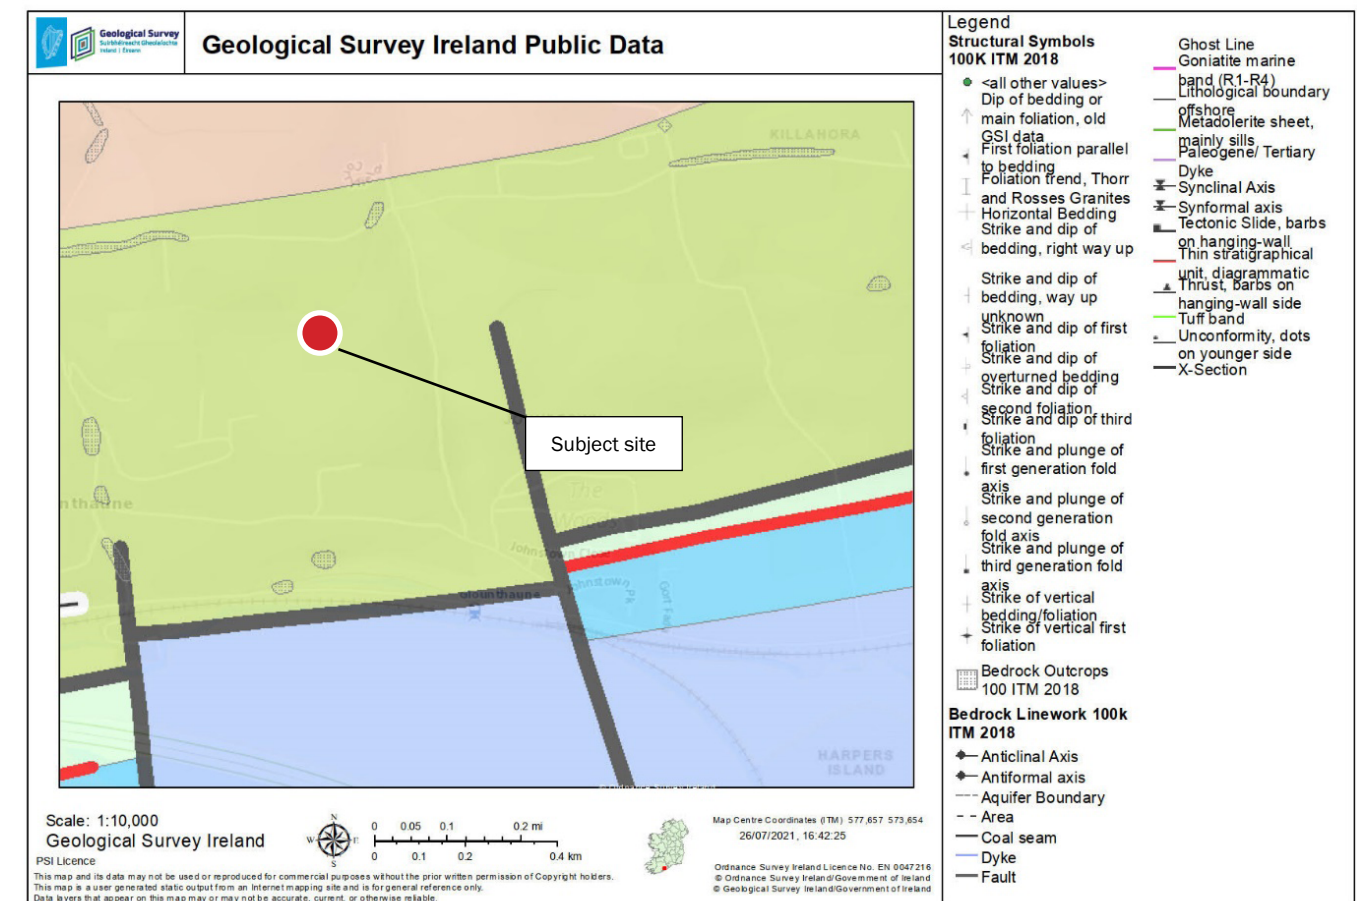 Geological Survey
Suirbhéireacht Gheolaíochta
Ireland | Éireann
Geological Survey Ireland Public Data
KILLAHORA
The
nthaune
Johnstown Close
Johnstown Pk
Glounthaune
HARPERS
ISLAND
Subject site
Scale: 1:10,000
Geological Survey Ireland
PSI Licence
This map and its data may not be used or reproduced for commercial purposes without the prior written permission of Copyright holders.
This map is a user generated static output from an Internet mapping site and is for general reference only.
Data layers that appear on this map may or may not be accurate, current, or otherwise reliable.
N
W E
S
0 0.05 0.1 0.2 mi
0 0.1 0.2 0.4 km
Map Centre Coordinates (ITM) 577,657 573,654
26/07/2021, 16:42:25
Ordnance Survey Ireland Licence No. EN 0047216
© Ordnance Survey Ireland/Government of Ireland
© Geological Survey Ireland/Government of Ireland
Legend
Structural Symbols
100K ITM 2018
<all other values>
Dip of bedding or
main foliation, old
GSI data
First foliation parallel
to bedding
Foliation trend, Thorr
and Rosses Granites
Horizontal Bedding
Strike and dip of
bedding, right way up
Strike and dip of
bedding, way up
unknown
Strike and dip of first
foliation
Strike and dip of
overturned bedding
Strike and dip of
second foliation
Strike and dip of third
foliation
Strike and plunge of
first generation fold
axis
Strike and plunge of
second generation
fold axis
Strike and plunge of
third generation fold
axis
Strike of vertical
bedding/foliation
Strike of vertical first
foliation
Bedrock Outcrops
100 ITM 2018
Bedrock Linework 100k
ITM 2018
Anticlinal Axis
Antiformal axis
Aquifer Boundary
Area
Coal seam
Dyke
Fault
Ghost Line
Goniatite marine
band (R1-R4)
Lithological boundary
offshore
Metadolerite sheet,
mainly sills
Paleogene/ Tertiary
Dyke
Synclinal Axis
Synformal axis
Tectonic Slide, barbs
on hanging-wall
Thin stratigraphical
unit, diagrammatic
Thrust, barbs on
hanging-wall side
Tuff band
Unconformity, dots
on younger side
X-Section